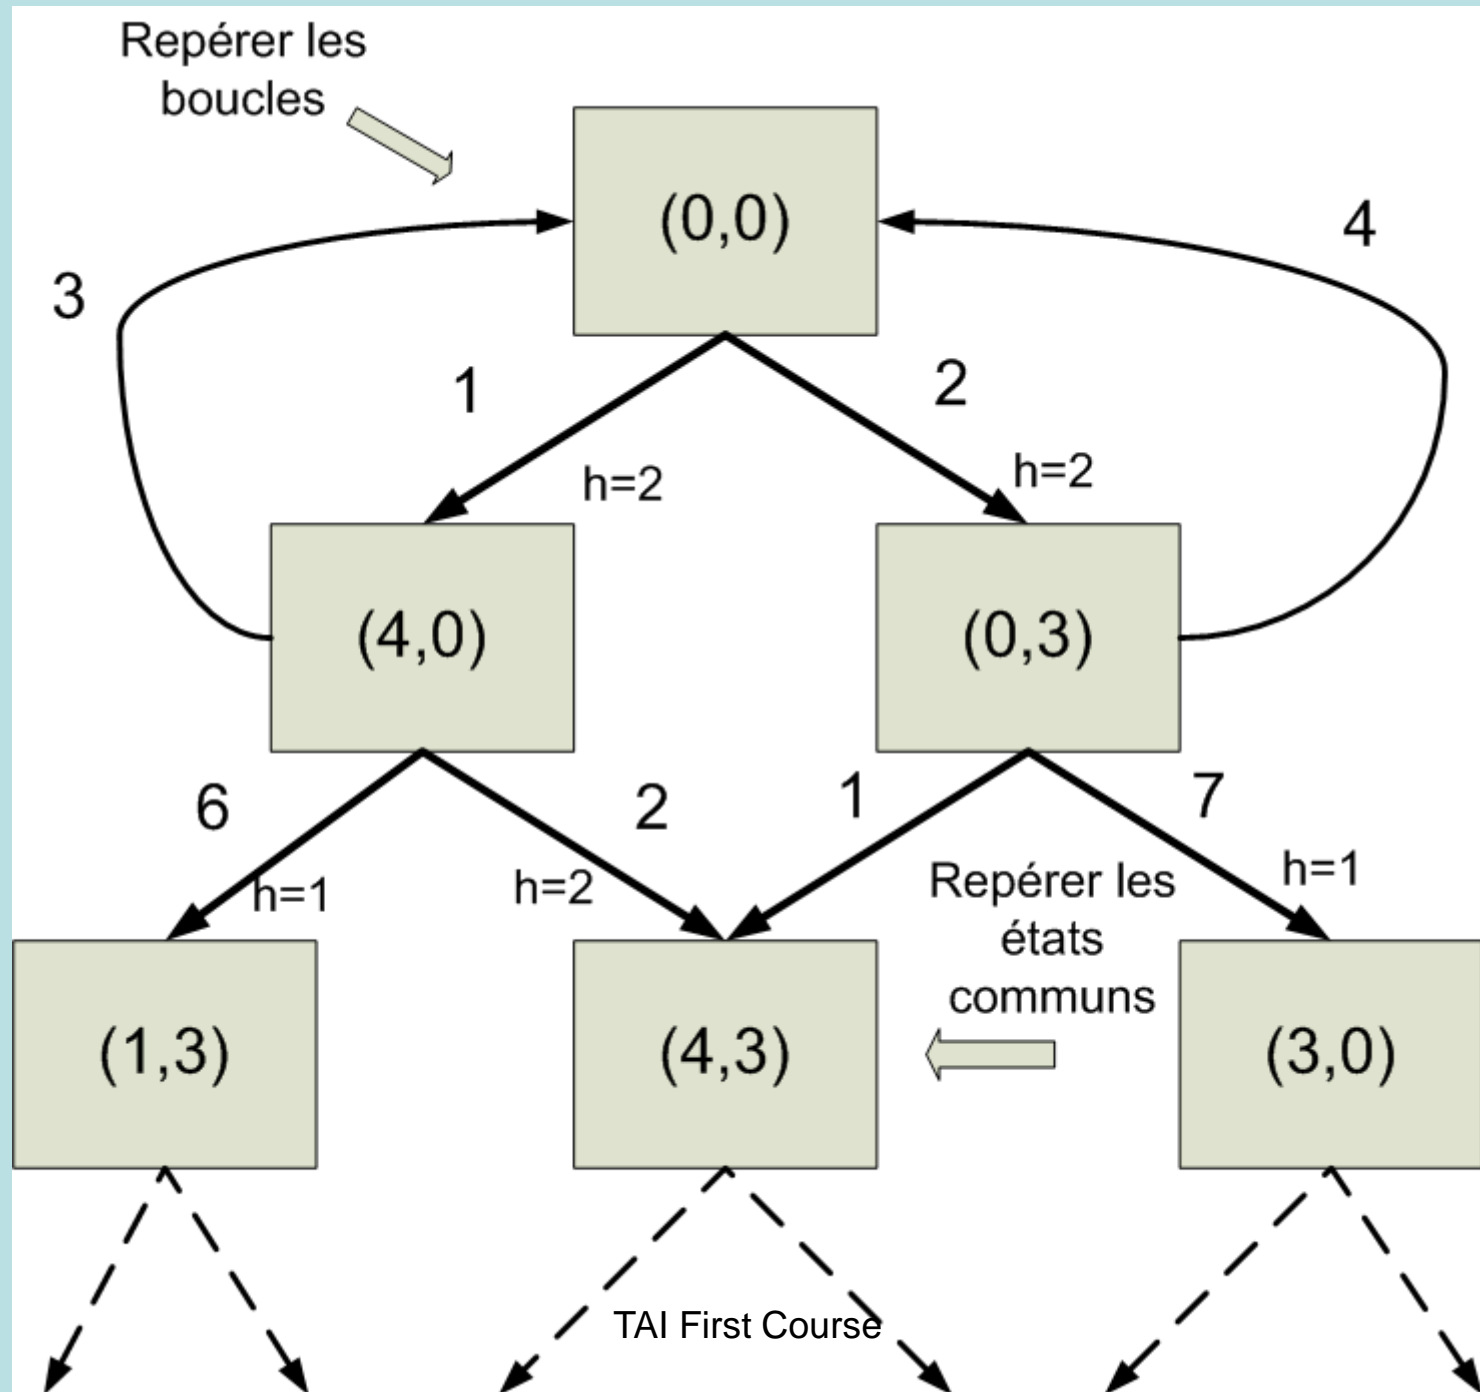 Repérer les
boucles
(0,0)
4
3
1
2
h=2
h=2
(4,0)
(0,3)
6
2
1
7
h=1
h=2
h=1
Repérer les
états
communs
(1,3)
(4,3)
(3,0)
TAI First Course